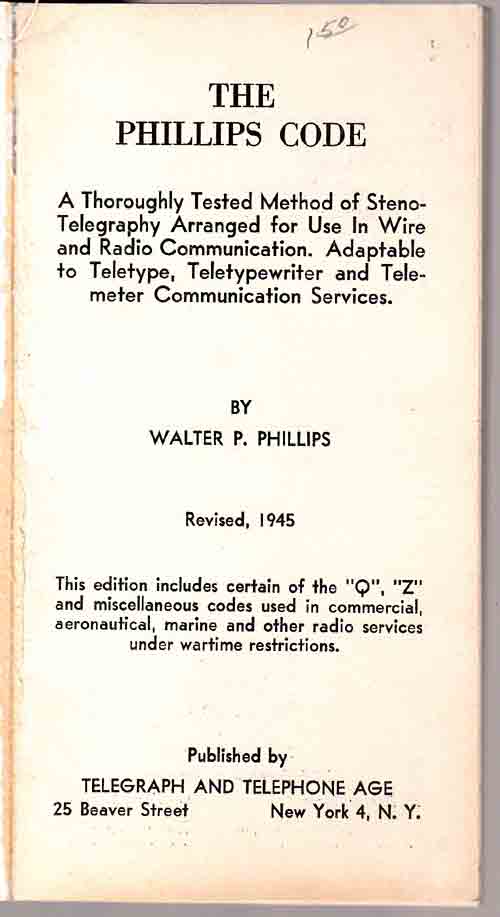 1 50
THE
PHILLIPS CODE
A Thoroughly Tested Method of Steno-
Telegraphy Arranged for Use In Wire
and Radio Communication. Adaptable
to Teletype, Teletypewriter and Tele-
meter Communication Services.
BY
WALTER P. PHILLIPS
Revised, 1945
This edition includes certain of the "Q", "Z"
and miscellaneous codes used in commercial,
aeronautical, marine and other radio services
under wartime restrictions.
Published by
TELEGRAPH AND TELEPHONE AGE
25 Beaver Street New York 4, N. Y.